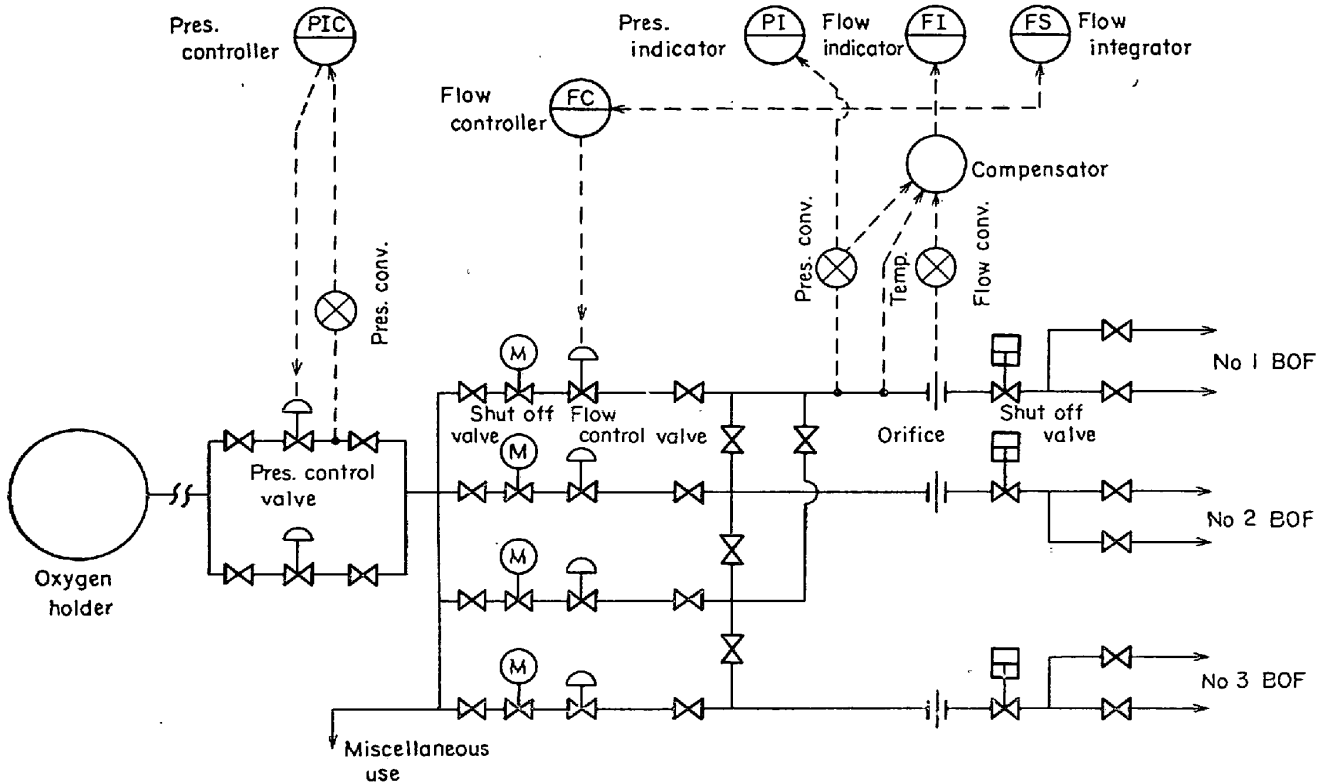 Pres.
controller
PIC
Pres.
indicator
PI
Flow
indicator
FI
FS
Flow
integrator
Flow
controller
FC
Compensator
Pres. conv.
Pres. conv.
Temp.
Flow conv.
M
Shut off
valve
Flow
control valve
Orifice
Shut off
valve
No 1 BOF
Pres. control
valve
M
No 2 BOF
Oxygen
holder
M
M
No 3 BOF
Miscellaneous
use